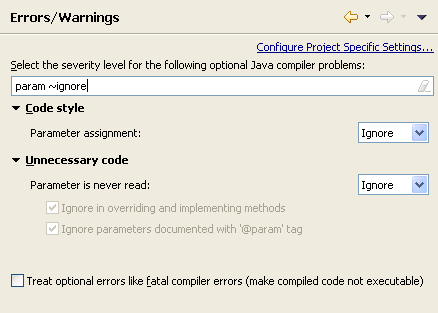 Errors/Warnings
Configure Project Specific Settings...
Select the severity level for the following optional Java compiler problems:
param ~ignore
Code style
Parameter assignment: Ignore
Unnecessary code
Parameter is never read: Ignore
Ignore in overriding and implementing methods
Ignore parameters documented with '@param' tag
Treat optional errors like fatal compiler errors (make compiled code not executable)